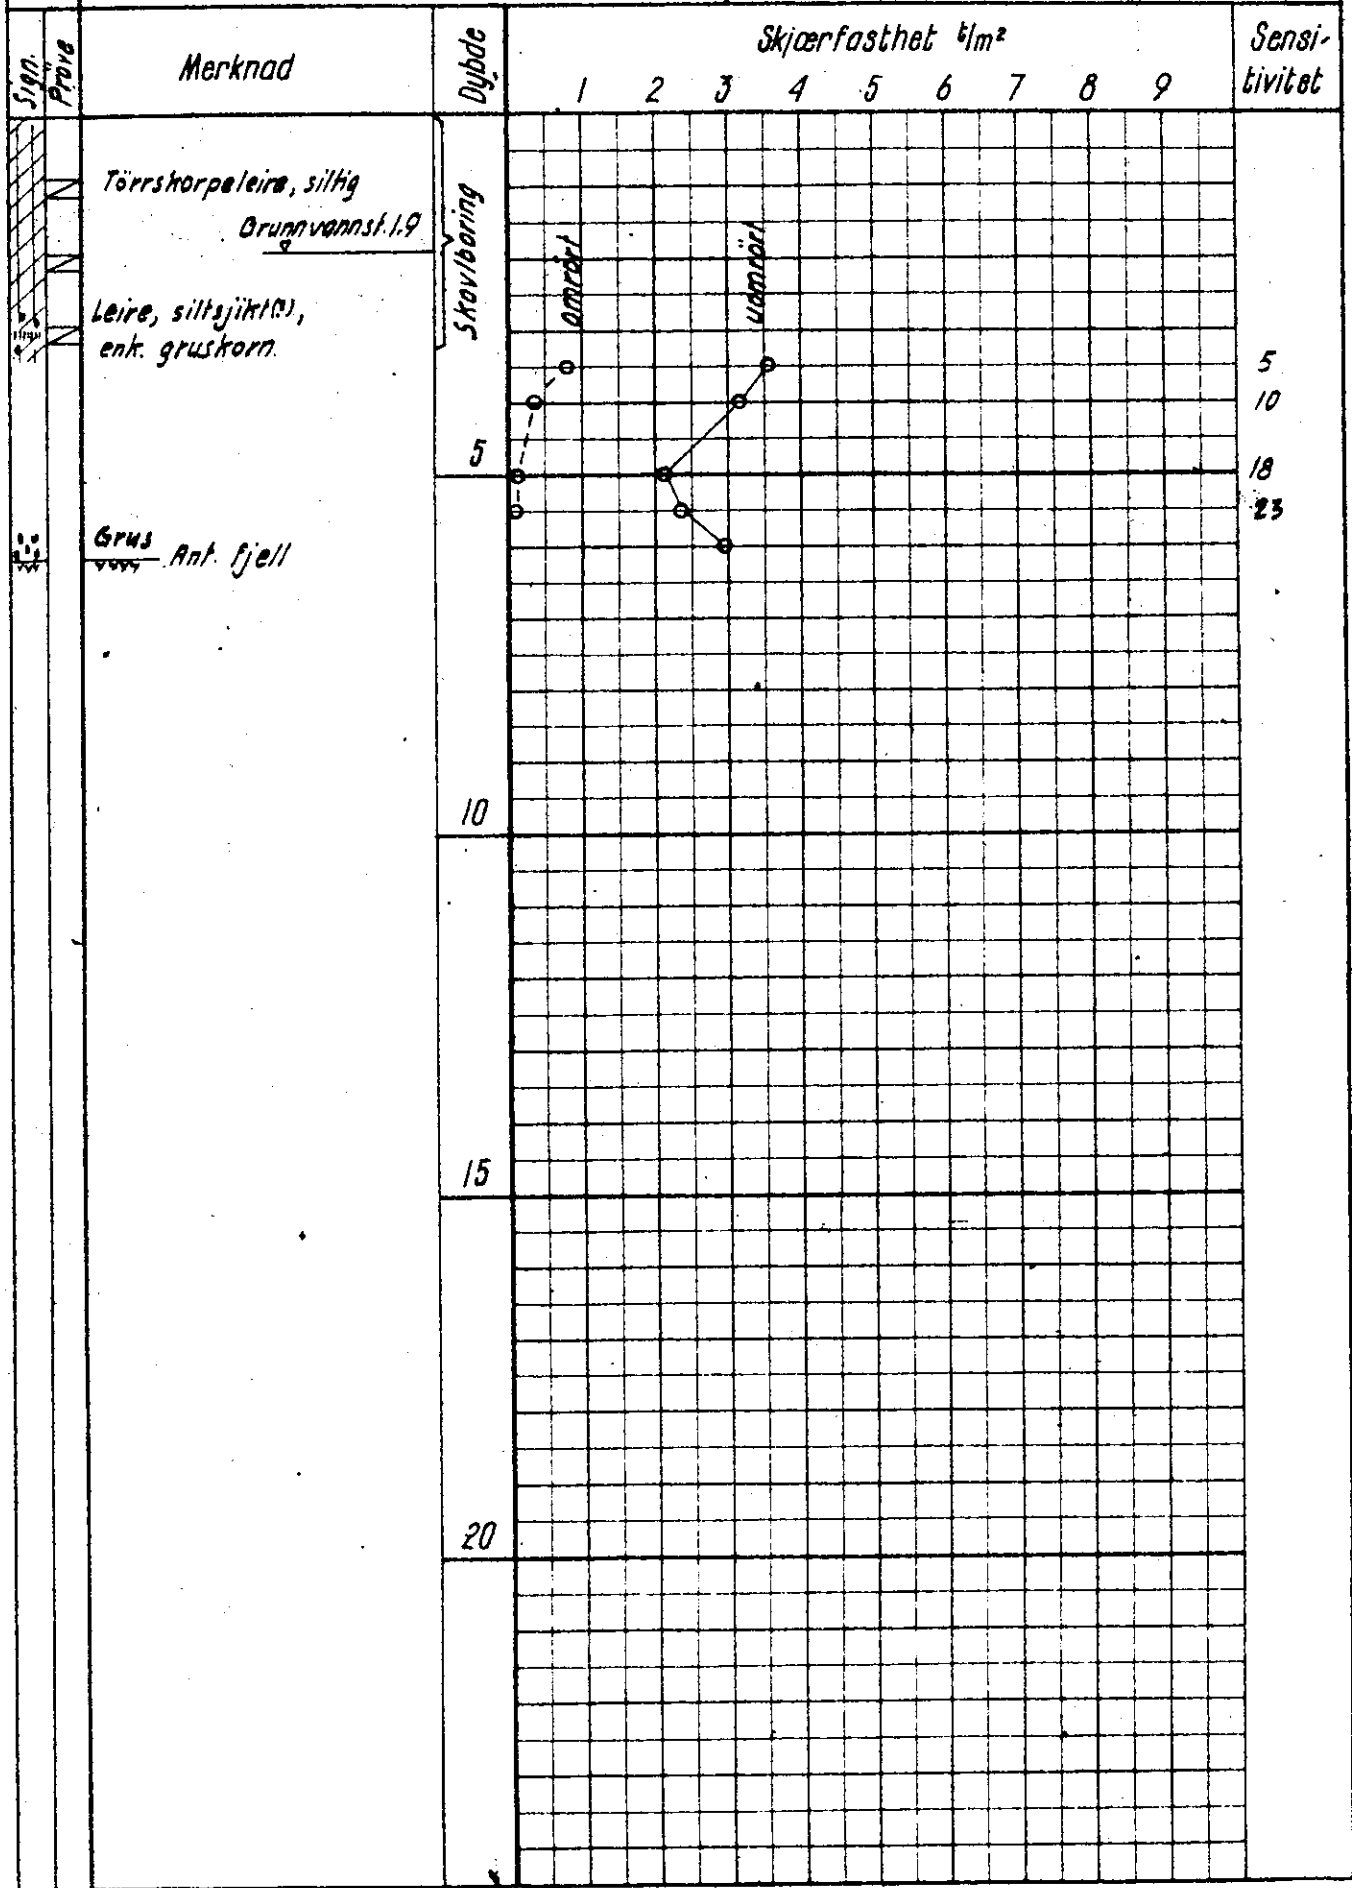 Sign.
Prøve
Merknad
Dybde
Skjærfasthet t/m²
1 2 3 4 5 6 7 8 9
Sensi-
tivitet
Törrskorpeleire, siltig
Grunnvannst. 1.9
Skovlboring
omrört
uomrört
Leire, siltsjikt(?),
enk. gruskorn.
5
10
5
18
23
Grus
Ant. fjell
10
15
20